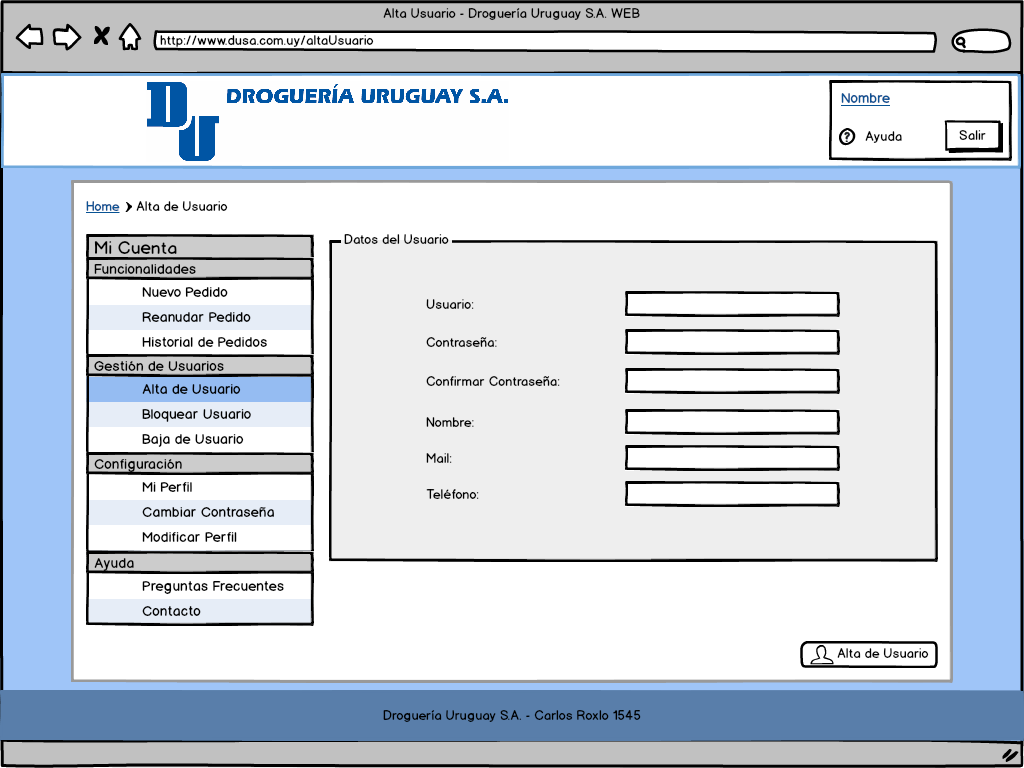 Alta Usuario - Droguería Uruguay S.A. WEB
http://www.dusa.com.uy/altaUsuario
DU
DROGUERÍA URUGUAY S.A.
Nombre
? Ayuda
Salir
Home > Alta de Usuario
Mi Cuenta
Funcionalidades
Nuevo Pedido
Reanudar Pedido
Historial de Pedidos
Gestión de Usuarios
Alta de Usuario
Bloquear Usuario
Baja de Usuario
Configuración
Mi Perfil
Cambiar Contraseña
Modificar Perfil
Ayuda
Preguntas Frecuentes
Contacto
Datos del Usuario
Usuario:
Contraseña:
Confirmar Contraseña:
Nombre:
Mail:
Teléfono:
Alta de Usuario
Droguería Uruguay S.A. - Carlos Roxlo 1545